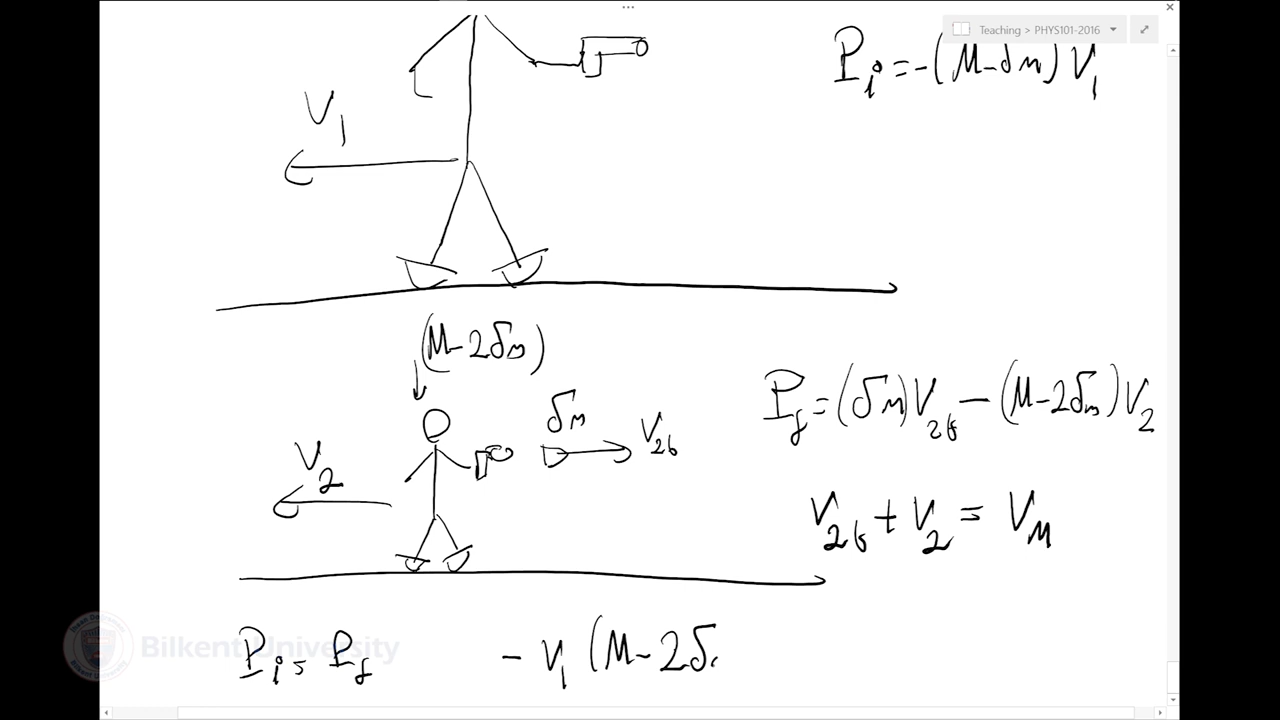 Teaching > PHYS101-2016
P_i = -(M-δm) V_1
V_1
(M-2δm)
δm
V_2b
P_f = (δm) V_2b - (M-2δm) V_2
V_2
V_2b + V_2 = V_M
Bilkent University
P_i = P_f - V_1 (M-2δ